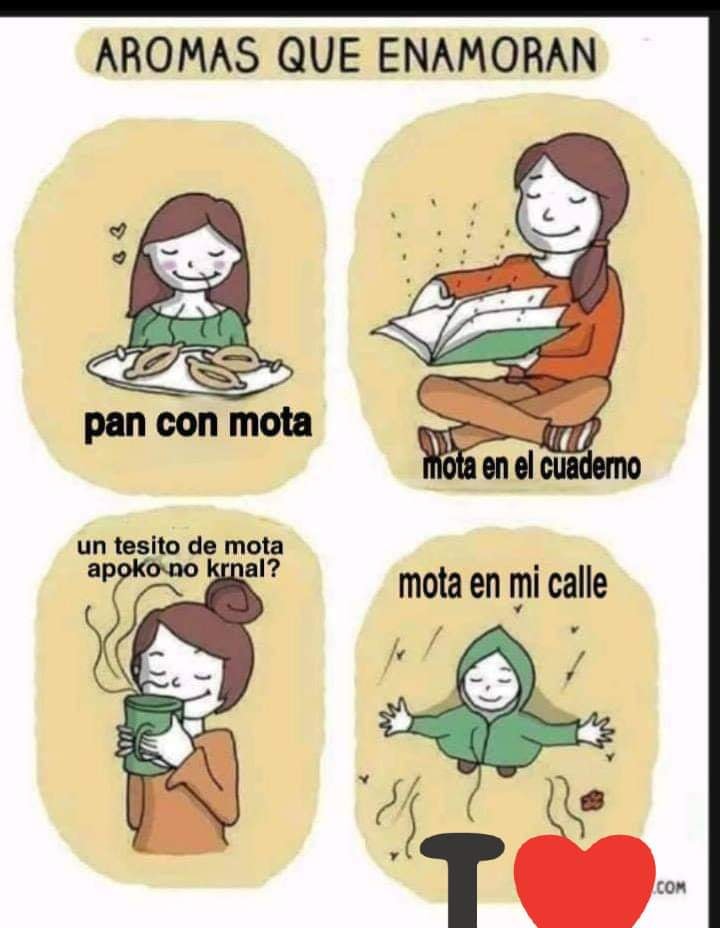 AROMAS QUE ENAMORAN
pan con mota
mota en el cuaderno
un tesito de mota
apoko no krnal?
mota en mi calle
I
.COM